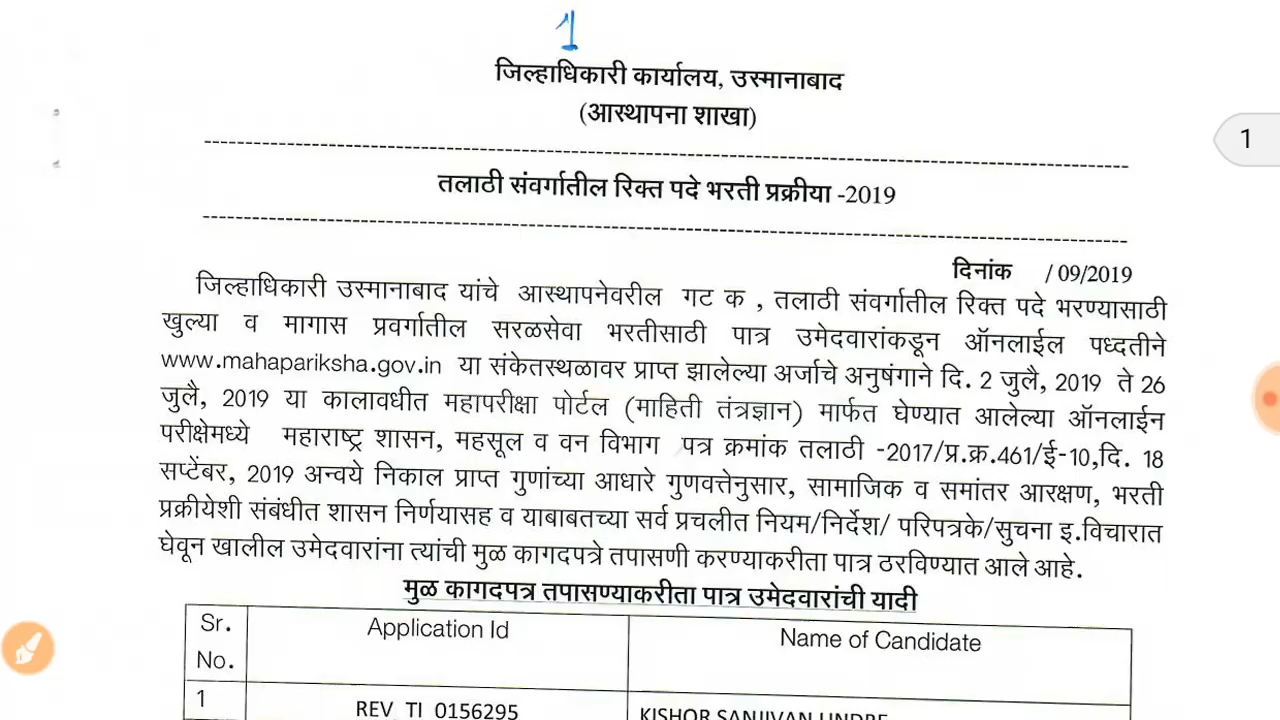 1
जिल्हाधिकारी कार्यालय, उस्मानाबाद
(आस्थापना शाखा)
तलाठी संवर्गातील रिक्त पदे भरती प्रक्रीया -2019
दिनांक / 09/2019
जिल्हाधिकारी उस्मानाबाद यांचे आस्थापनेवरील गट क , तलाठी संवर्गातील रिक्त पदे भरण्यासाठी
खुल्या व मागास प्रवर्गातील सरळसेवा भरतीसाठी पात्र उमेदवारांकडून ऑनलाईल पध्दतीने
www.mahapariksha.gov.in या संकेतस्थळावर प्राप्त झालेल्या अर्जाचे अनुषंगाने दि. 2 जुलै, 2019 ते 26
जुलै, 2019 या कालावधीत महापरीक्षा पोर्टल (माहिती तंत्रज्ञान) मार्फत घेण्यात आलेल्या ऑनलाईन
परीक्षेमध्ये महाराष्ट्र शासन, महसूल व वन विभाग पत्र क्रमांक तलाठी -2017/प्र.क्र.461/ई-10,दि. 18
सप्टेंबर, 2019 अन्वये निकाल प्राप्त गुणांच्या आधारे गुणवत्तेनुसार, सामाजिक व समांतर आरक्षण, भरती
प्रक्रीयेशी संबंधीत शासन निर्णयासह व याबाबतच्या सर्व प्रचलीत नियम/निर्देश/ परिपत्रके/सुचना इ.विचारात
घेवून खालील उमेदवारांना त्यांची मुळ कागदपत्रे तपासणी करण्याकरीता पात्र ठरविण्यात आले आहे.
मुळ कागदपत्र तपासण्याकरीता पात्र उमेदवारांची यादी
Sr. No. Application Id Name of Candidate
1 REV_TI_0156295 KISHOR SANJIVAN UNDRE
1